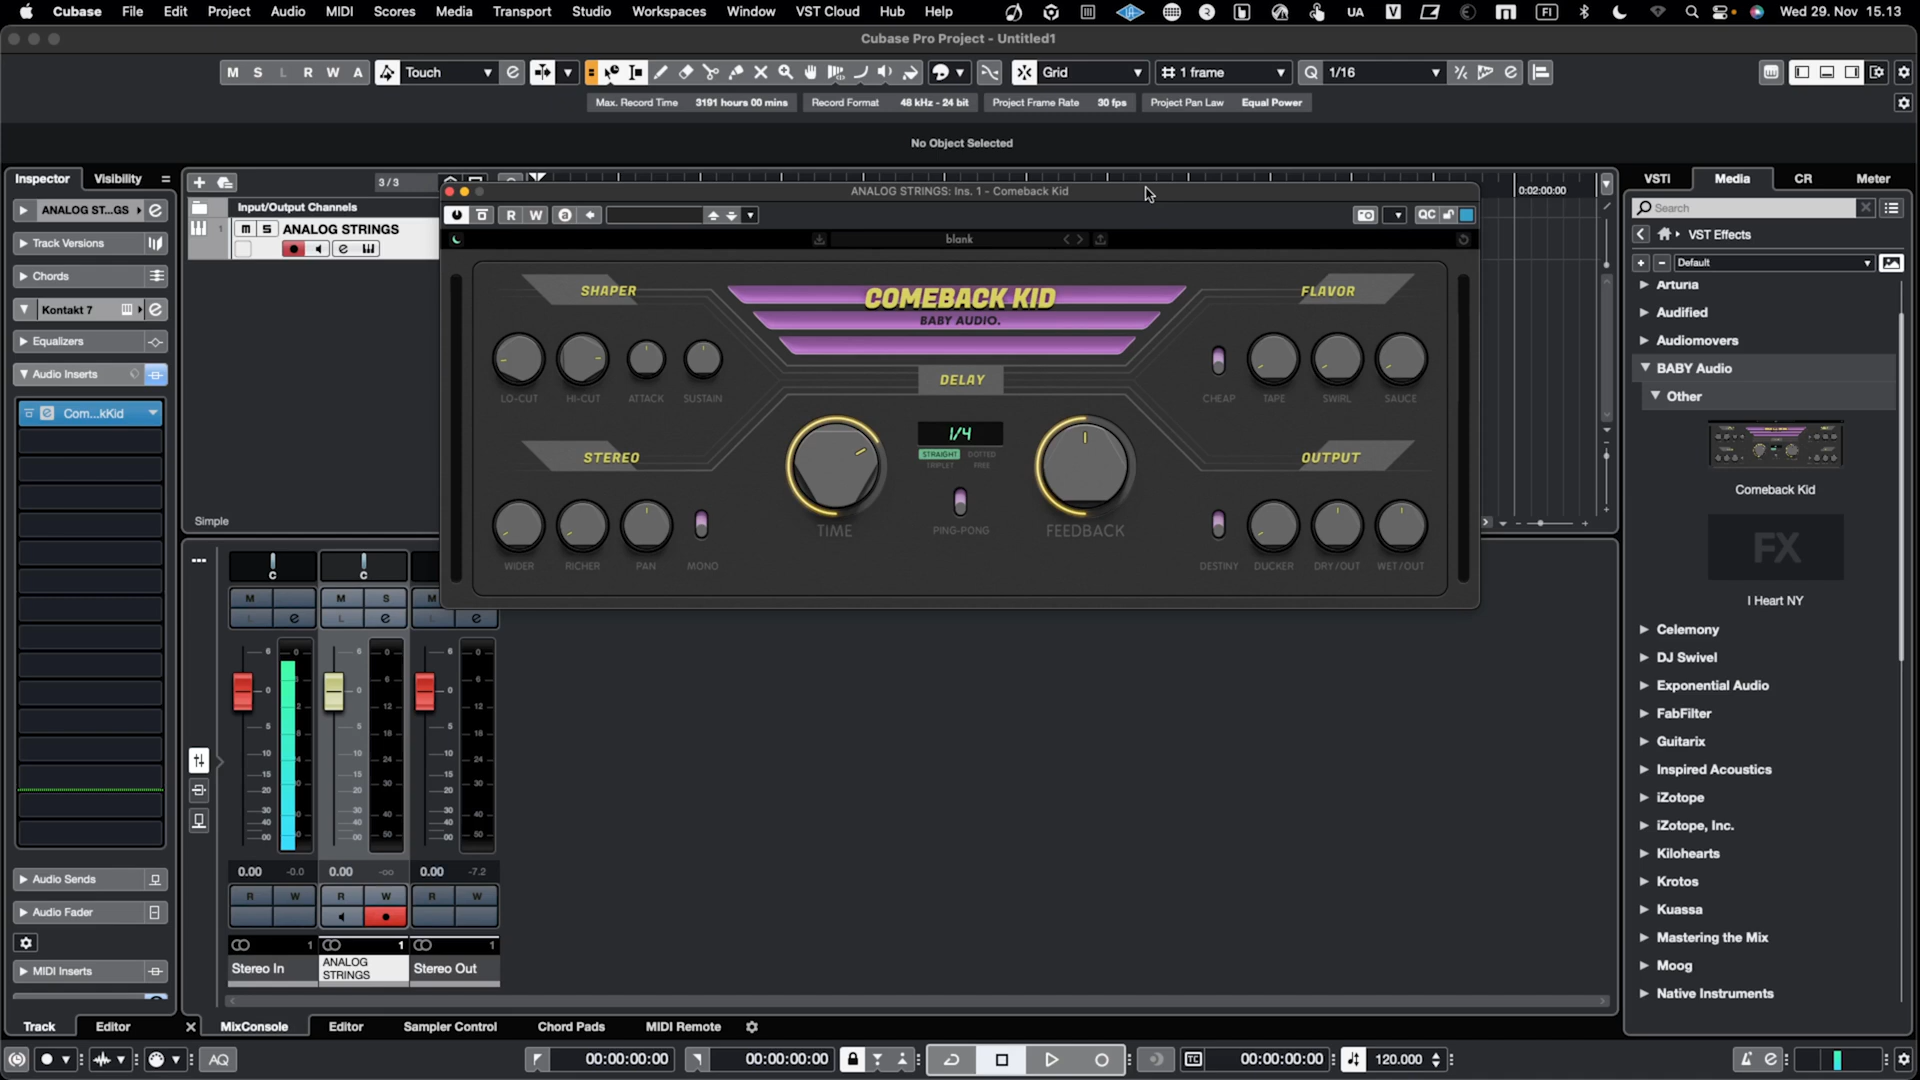 Cubase File Edit Project Audio MIDI Scores Media Transport Studio Workspaces Window VST Cloud Hub Help UA FI Wed 29. Nov 15.13
Cubase Pro Project - Untitled1
M S L R W A Touch Grid 1 frame Q 1/16
Max. Record Time 3191 hours 00 mins Record Format 48 kHz - 24 bit Project Frame Rate 30 fps Project Pan Law Equal Power
No Object Selected
Inspector Visibility
3/3
0:02:00:00
VSTi Media CR Meter
ANALOG ST...GS
Input/Output Channels
ANALOG STRINGS: Ins. 1 - Comeback Kid
Search
Track Versions
1 m S ANALOG STRINGS
R W QC
VST Effects
blank
Default
Chords
Arturia
Kontakt 7
SHAPER
COMEBACK KID
FLAVOR
Audified
BABY AUDIO.
Equalizers
Audiomovers
Audio Inserts
DELAY
BABY Audio
LO-CUT HI-CUT ATTACK SUSTAIN
CHEAP TAPE SWIRL SAUCE
Other
Com...kKid
1/4
STRAIGHT DOTTED
TRIPLET FREE
STEREO
OUTPUT
Comeback Kid
Simple
TIME
PING-PONG
FEEDBACK
FX
WIDER RICHER PAN MONO
DESTINY DUCKER DRY/OUT WET/OUT
C C
M M S M
L L L
I Heart NY
Celemony
DJ Swivel
Exponential Audio
FabFilter
Guitarix
Inspired Acoustics
iZotope
iZotope, Inc.
Kilohearts
Krotos
Kuassa
Mastering the Mix
Moog
Native Instruments
0.00 -0.0 0.00 -oo 0.00 -7.2
Audio Sends
R W R W R W
Audio Fader
1 1 1
Stereo In ANALOG STRINGS Stereo Out
MIDI Inserts
Track Editor MixConsole Editor Sampler Control Chord Pads MIDI Remote
AQ 00:00:00:00 00:00:00:00 TC 00:00:00:00 120.000